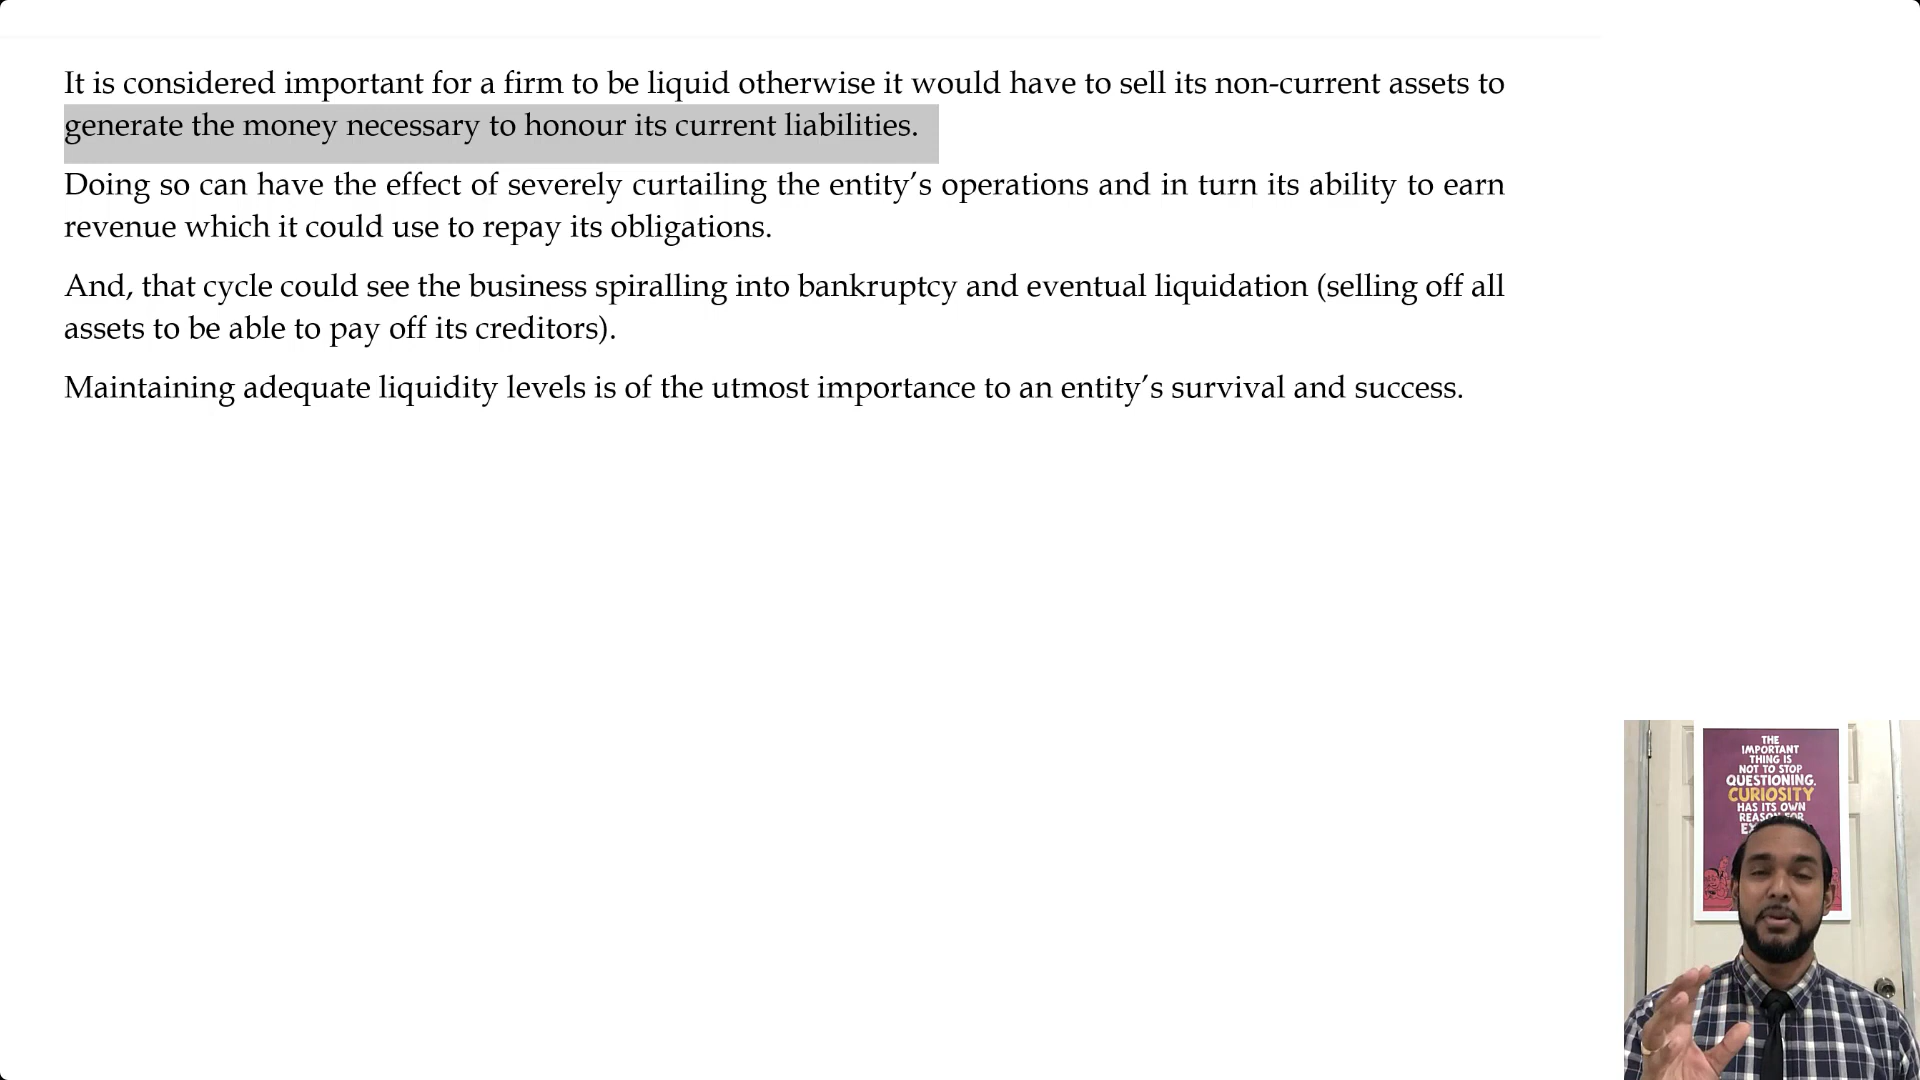 It is considered important for a firm to be liquid otherwise it would have to sell its non-current assets to
generate the money necessary to honour its current liabilities.
Doing so can have the effect of severely curtailing the entity’s operations and in turn its ability to earn
revenue which it could use to repay its obligations.
And, that cycle could see the business spiralling into bankruptcy and eventual liquidation (selling off all
assets to be able to pay off its creditors).
Maintaining adequate liquidity levels is of the utmost importance to an entity’s survival and success.
THE
IMPORTANT
THING IS
NOT TO STOP
QUESTIONING.
CURIOSITY
HAS ITS OWN
REASON FOR